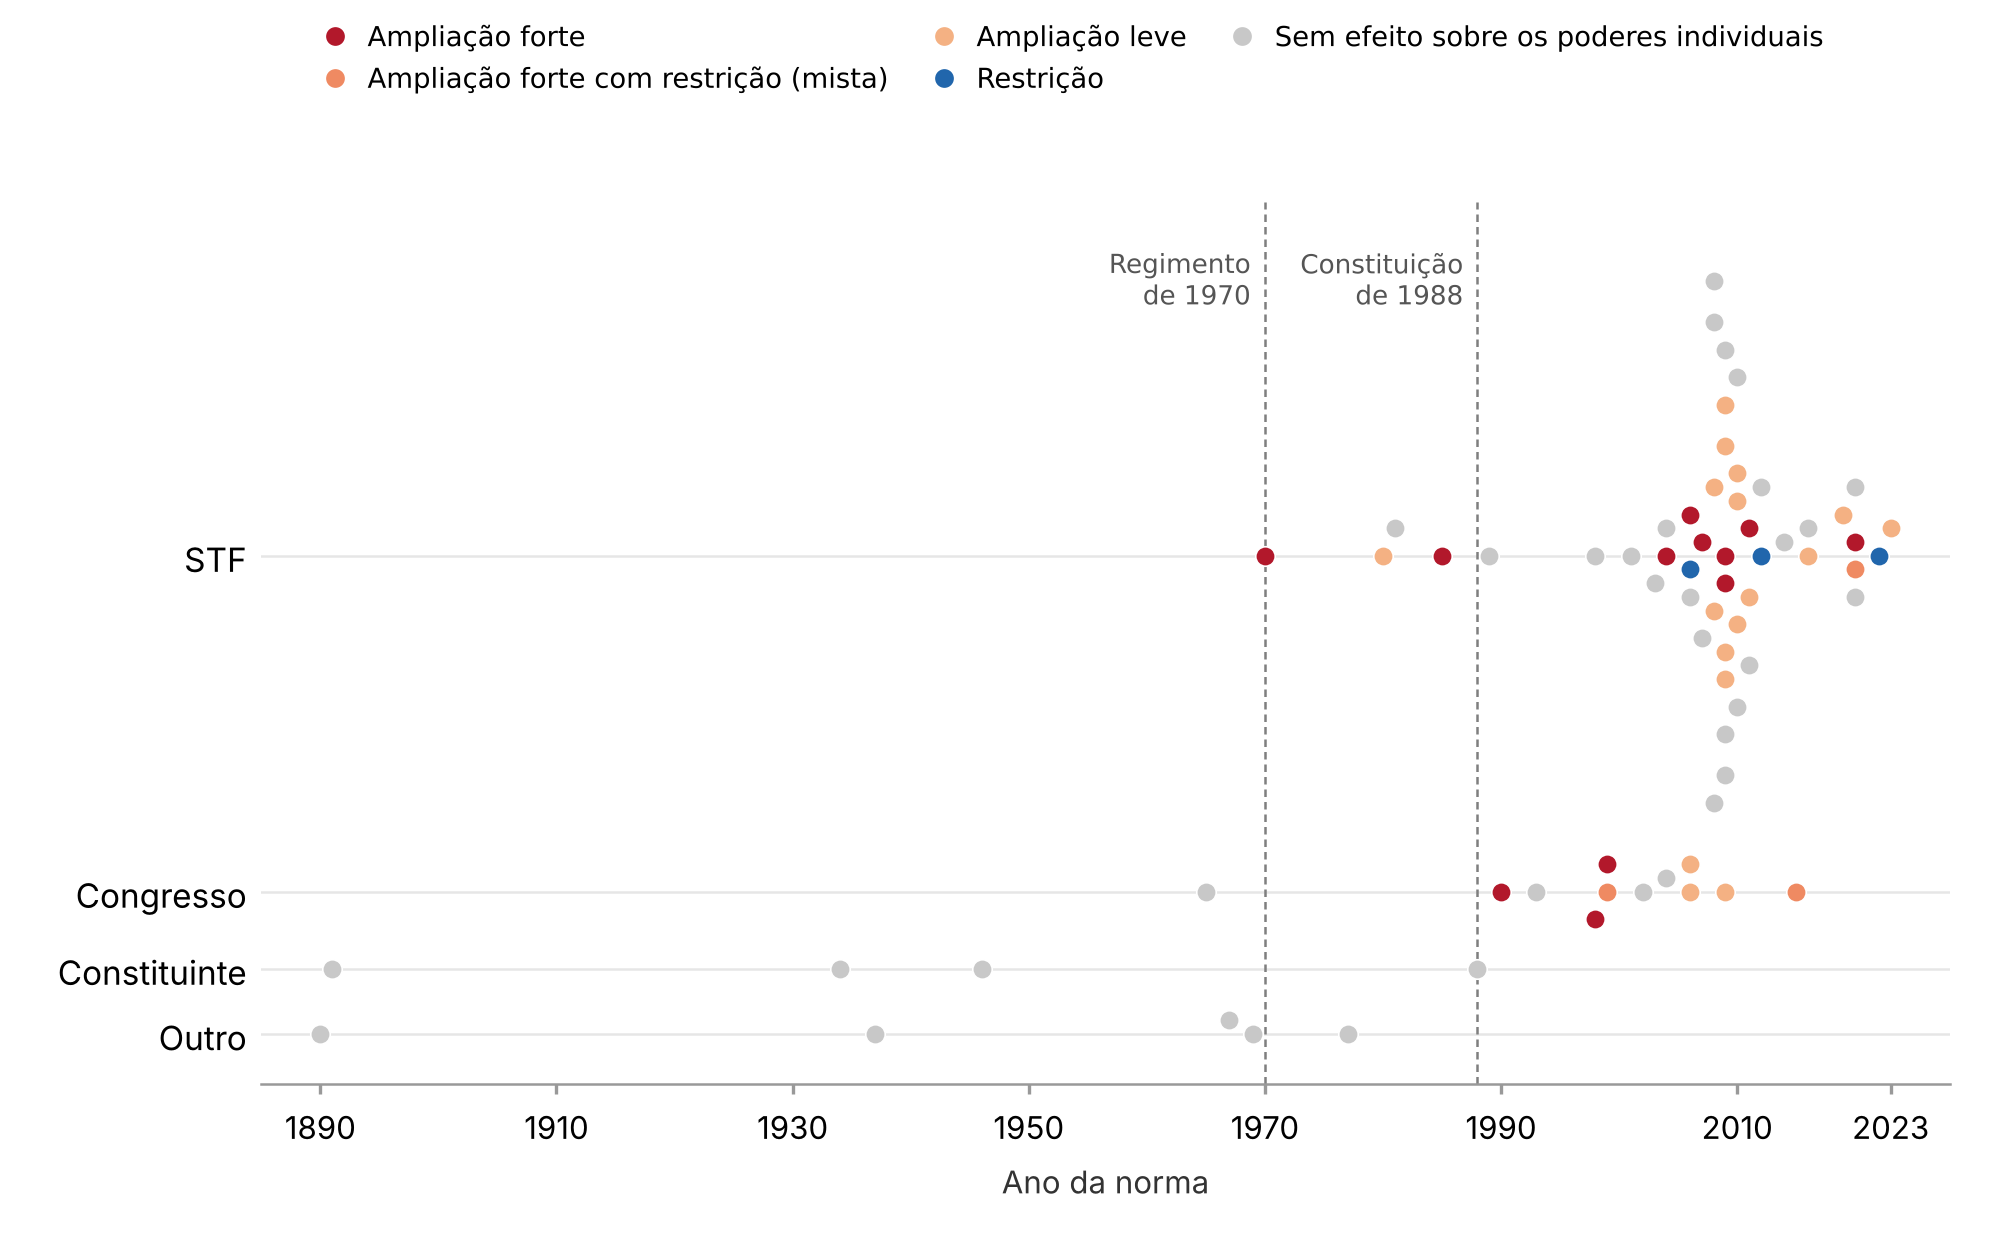 Ampliação forte
Ampliação forte com restrição (mista)
Ampliação leve
Restrição
Sem efeito sobre os poderes individuais
Regimento
de 1970
Constituição
de 1988
STF
Congresso
Constituinte
Outro
1890
1910
1930
1950
1970
1990
2010
2023
Ano da norma